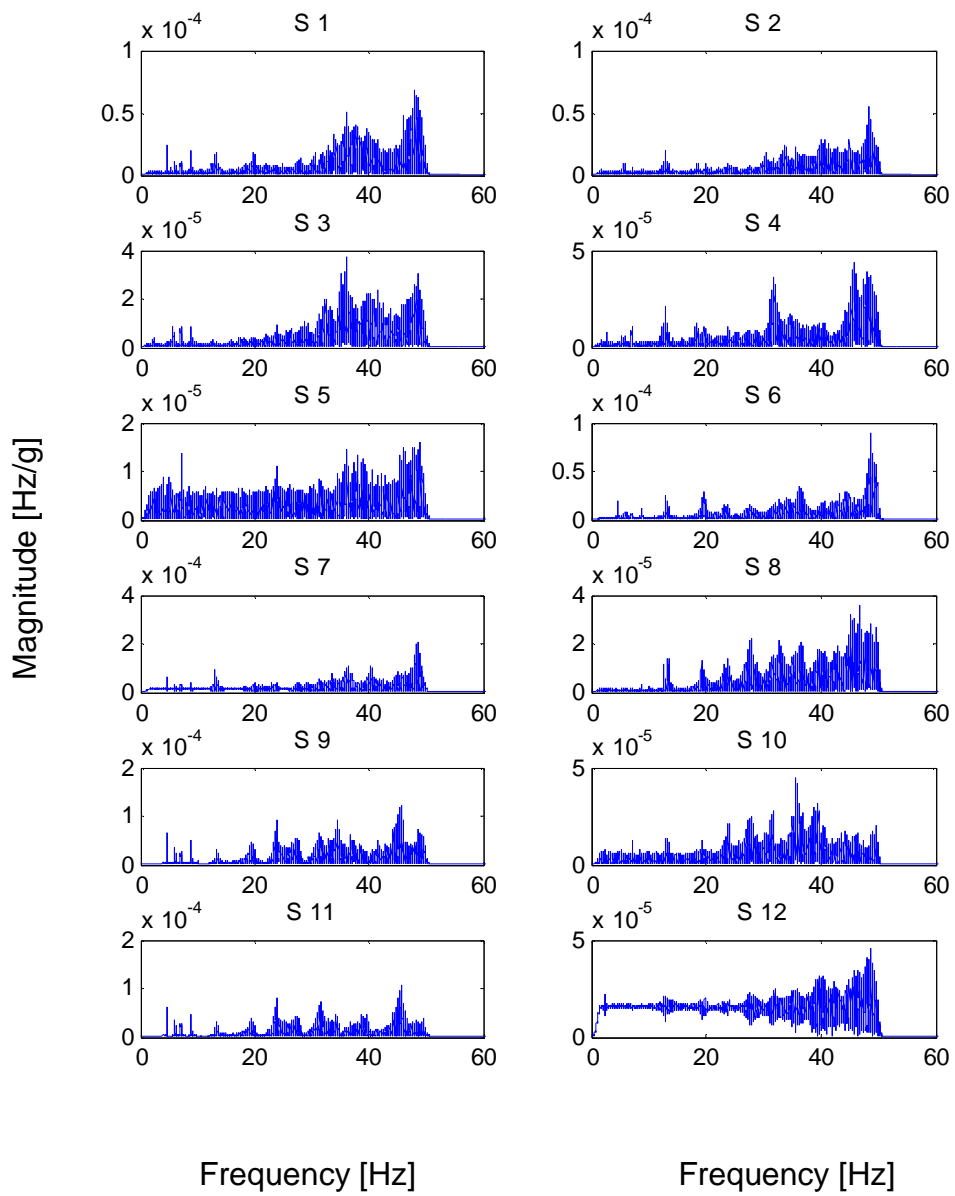 x 10-4 S 1 x 10-4 S 2
1 1
0.5 0.5
0 0
0 20 40 60 0 20 40 60
x 10-5 S 3 x 10-5 S 4
4 5
2
0 0
0 20 40 60 0 20 40 60
x 10-5 S 5 x 10-4 S 6
2 1
1 0.5
0 0
0 20 40 60 0 20 40 60
x 10-4 S 7 x 10-5 S 8
4 4
2 2
0 0
0 20 40 60 0 20 40 60
x 10-4 S 9 x 10-5 S 10
2 5
1
0 0
0 20 40 60 0 20 40 60
x 10-4 S 11 x 10-5 S 12
2 5
1
0 0
0 20 40 60 0 20 40 60
Magnitude [Hz/g]
Frequency [Hz] Frequency [Hz]